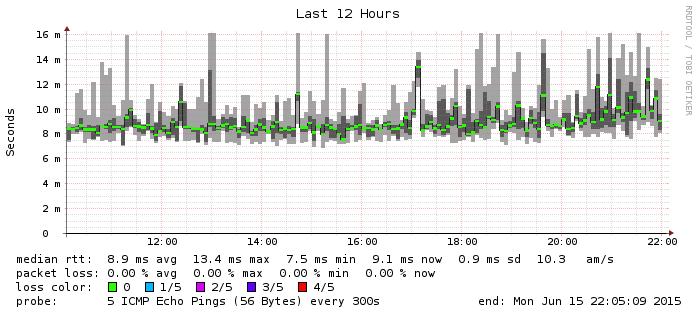 Last 12 Hours
RRDTOOL / TOBI OETIKER
Seconds
16 m
14 m
12 m
10 m
8 m
6 m
4 m
2 m
0
12:00 14:00 16:00 18:00 20:00 22:00
median rtt: 8.9 ms avg 13.4 ms max 7.5 ms min 9.1 ms now 0.9 ms sd 10.3 am/s
packet loss: 0.00 % avg 0.00 % max 0.00 % min 0.00 % now
loss color: 0 1/5 2/5 3/5 4/5
probe: 5 ICMP Echo Pings (56 Bytes) every 300s end: Mon Jun 15 22:05:09 2015